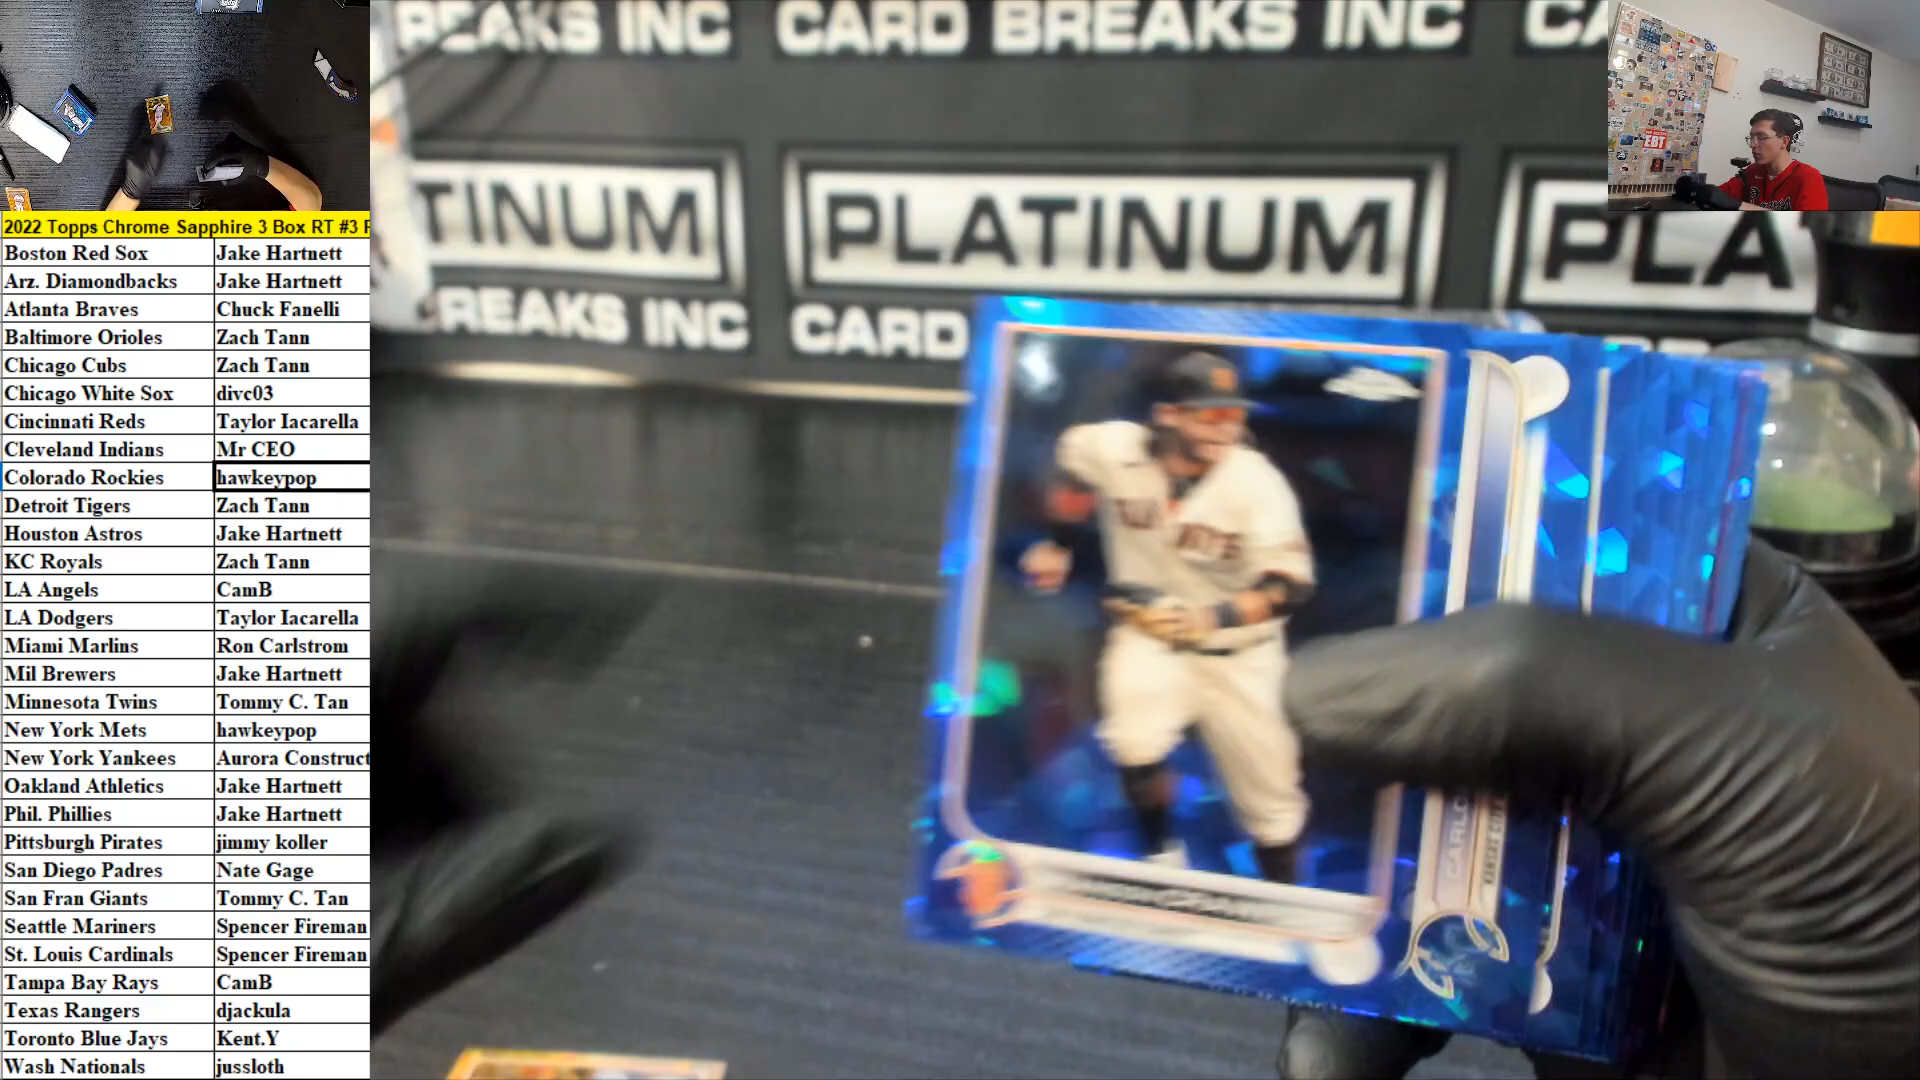 REAKS INC CARD BREAKS INC CA
TINUM PLATINUM PLA
REAKS INC CARD
EBT
2022 Topps Chrome Sapphire 3 Box RT #3
Boston Red Sox Jake Hartnett
Arz. Diamondbacks Jake Hartnett
Atlanta Braves Chuck Fanelli
Baltimore Orioles Zach Tann
Chicago Cubs Zach Tann
Chicago White Sox divc03
Cincinnati Reds Taylor Iacarella
Cleveland Indians Mr CEO
Colorado Rockies hawkeypop
Detroit Tigers Zach Tann
Houston Astros Jake Hartnett
KC Royals Zach Tann
LA Angels CamB
LA Dodgers Taylor Iacarella
Miami Marlins Ron Carlstrom
Mil Brewers Jake Hartnett
Minnesota Twins Tommy C. Tan
New York Mets hawkeypop
New York Yankees Aurora Construct
Oakland Athletics Jake Hartnett
Phil. Phillies Jake Hartnett
Pittsburgh Pirates jimmy koller
San Diego Padres Nate Gage
San Fran Giants Tommy C. Tan
Seattle Mariners Spencer Fireman
St. Louis Cardinals Spencer Fireman
Tampa Bay Rays CamB
Texas Rangers djackula
Toronto Blue Jays Kent.Y
Wash Nationals jussloth